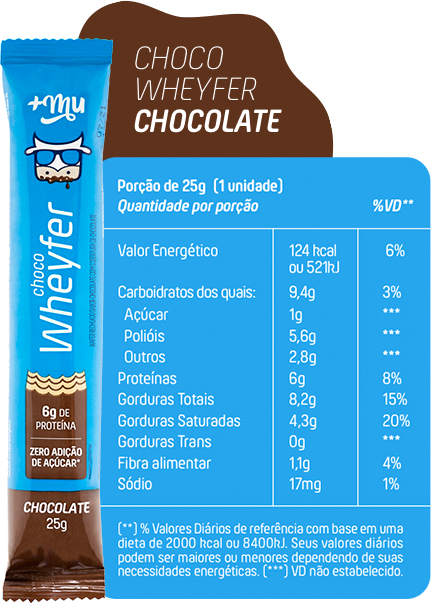 CHOCO
WHEYFER
CHOCOLATE
+Mu
choco
Wheyfer
6g DE
PROTEÍNA
ZERO ADIÇÃO
DE AÇÚCAR*
CHOCOLATE
25g
Porção de 25g (1 unidade)
Quantidade por porção %VD**
Valor Energético 124 kcal 6%
ou 521kJ
Carboidratos dos quais: 9,4g 3%
Açúcar 1g ***
Polióis 5,6g ***
Outros 2,8g ***
Proteínas 6g 8%
Gorduras Totais 8,2g 15%
Gorduras Saturadas 4,3g 20%
Gorduras Trans 0g ***
Fibra alimentar 1,1g 4%
Sódio 17mg 1%
(**) % Valores Diários de referência com base em uma
dieta de 2000 kcal ou 8400kJ. Seus valores diários
podem ser maiores ou menores dependendo de suas
necessidades energéticas. (***) VD não estabelecido.